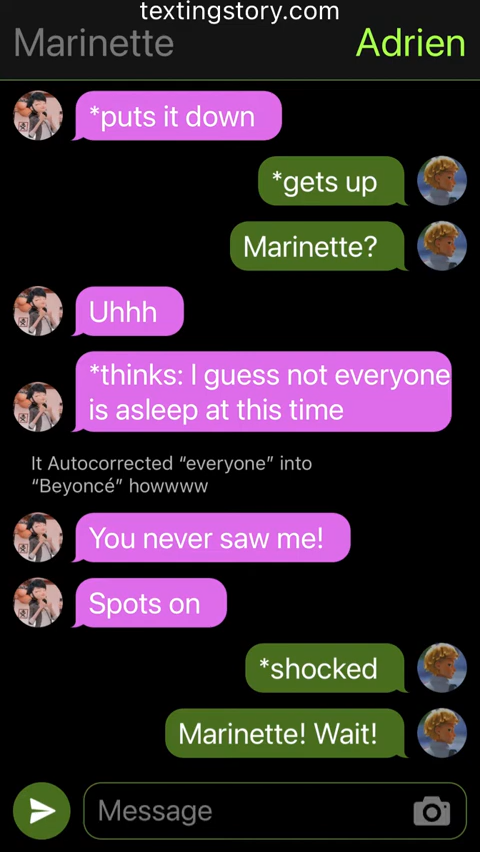 textingstory.com
Marinette
Adrien
*puts it down
*gets up
Marinette?
Uhhh
*thinks: I guess not everyone
is asleep at this time
It Autocorrected “everyone” into
“Beyoncé” howwww
You never saw me!
Spots on
*shocked
Marinette! Wait!
Message